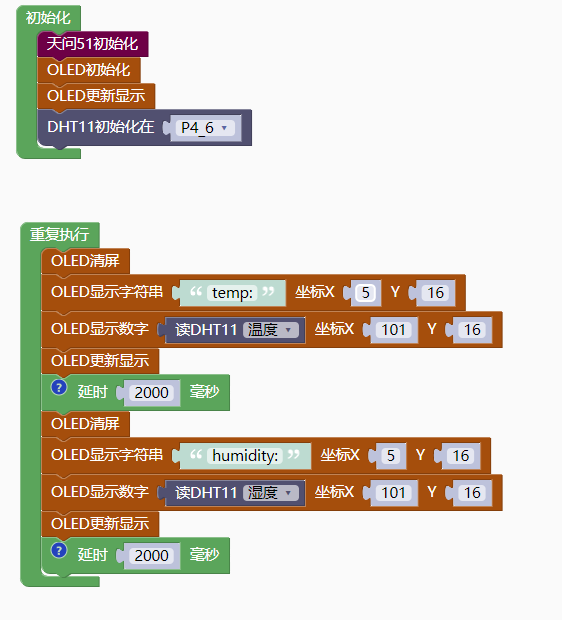 初始化
天问51初始化
OLED初始化
OLED更新显示
DHT11初始化在 P4_6
重复执行
OLED清屏
OLED显示字符串 “ temp: ” 坐标X 5 Y 16
OLED显示数字 读DHT11 温度 坐标X 101 Y 16
OLED更新显示
? 延时 2000 毫秒
OLED清屏
OLED显示字符串 “ humidity: ” 坐标X 5 Y 16
OLED显示数字 读DHT11 湿度 坐标X 101 Y 16
OLED更新显示
? 延时 2000 毫秒